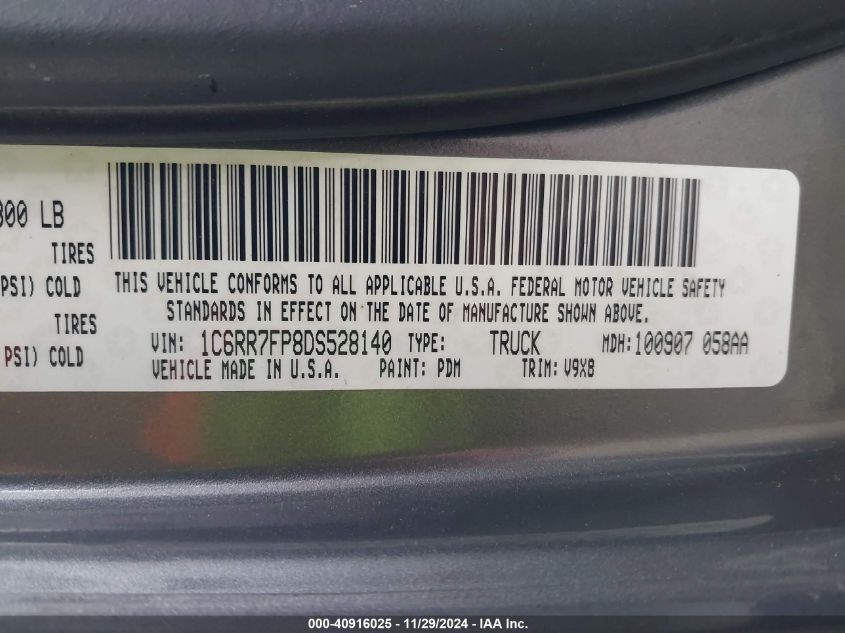 800 LB
TIRES
PSI) COLD
TIRES
PSI) COLD
THIS VEHICLE CONFORMS TO ALL APPLICABLE U.S.A. FEDERAL MOTOR VEHICLE SAFETY
STANDARDS IN EFFECT ON THE DATE OF MANUFACTURE SHOWN ABOVE.
VIN: 1C6RR7FP8DS528140 TYPE: TRUCK MDH:100907 058AA
VEHICLE MADE IN U.S.A. PAINT: PDM TRIM: V9X8
000-40916025 - 11/29/2024 - IAA Inc.